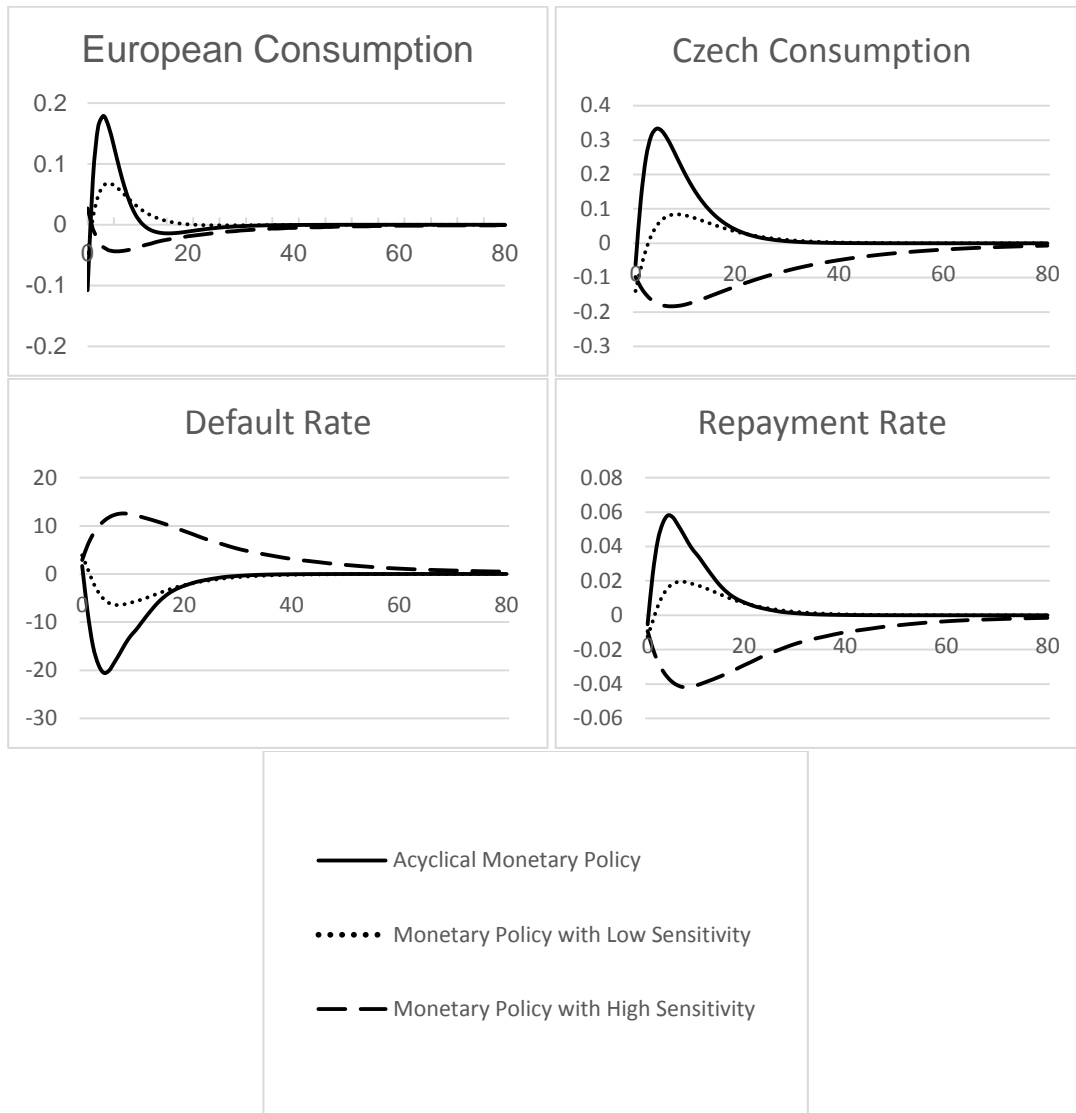 European Consumption
0.2
0.1
0
-0.1
-0.2
0 20 40 60 80
Czech Consumption
0.4
0.3
0.2
0.1
0
-0.1
-0.2
-0.3
0 20 40 60 80
Default Rate
20
10
0
-10
-20
-30
0 20 40 60 80
Repayment Rate
0.08
0.06
0.04
0.02
0
-0.02
-0.04
-0.06
0 20 40 60 80
Acyclical Monetary Policy
Monetary Policy with Low Sensitivity
Monetary Policy with High Sensitivity